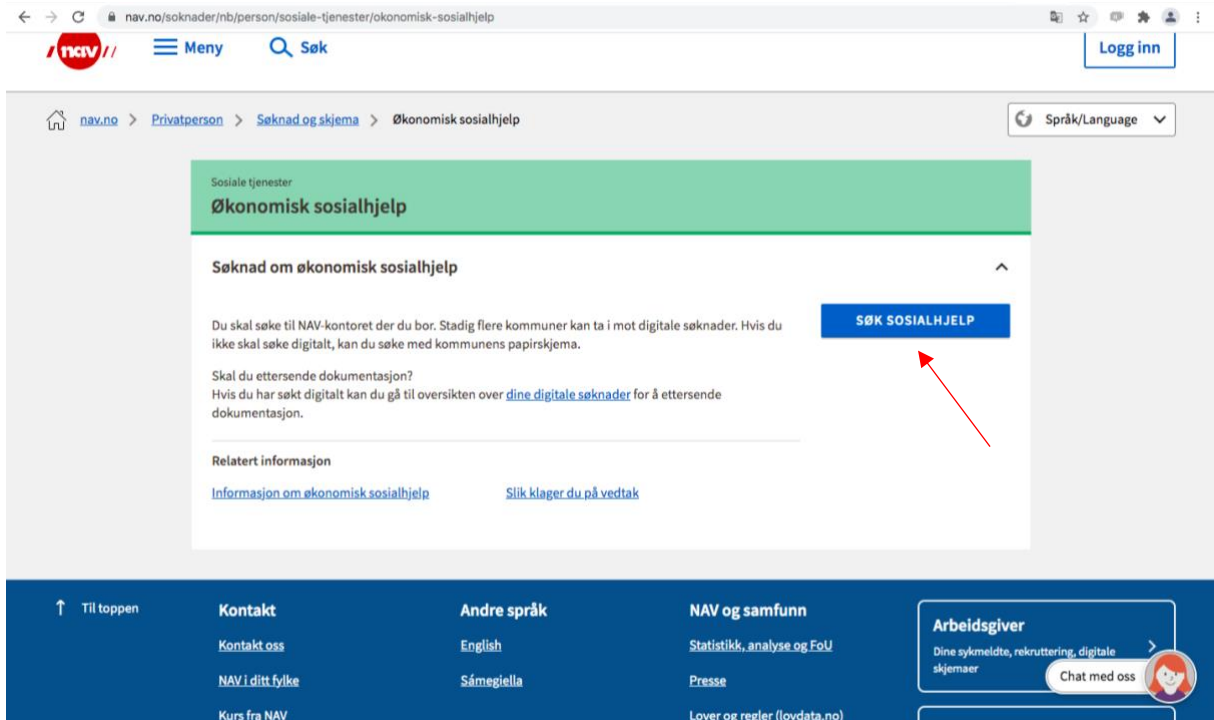 nav.no/soknader/nb/person/sosiale-tjenester/okonomisk-sosialhjelp
nav
Meny
Søk
Logg inn
nav.no > Privatperson > Søknad og skjema > Økonomisk sosialhjelp
Språk/Language
Sosiale tjenester
Økonomisk sosialhjelp
Søknad om økonomisk sosialhjelp
Du skal søke til NAV-kontoret der du bor. Stadig flere kommuner kan ta i mot digitale søknader. Hvis du
ikke skal søke digitalt, kan du søke med kommunens papirskjema.
SØK SOSIALHJELP
Skal du ettersende dokumentasjon?
Hvis du har søkt digitalt kan du gå til oversikten over dine digitale søknader for å ettersende
dokumentasjon.
Relatert informasjon
Informasjon om økonomisk sosialhjelp
Slik klager du på vedtak
Til toppen
Kontakt
Kontakt oss
NAV i ditt fylke
Kurs fra NAV
Andre språk
English
Sámegiella
NAV og samfunn
Statistikk, analyse og FoU
Presse
Lover og regler (lovdata.no)
Arbeidsgiver
Dine sykmeldte, rekruttering, digitale
skjemaer
Chat med oss